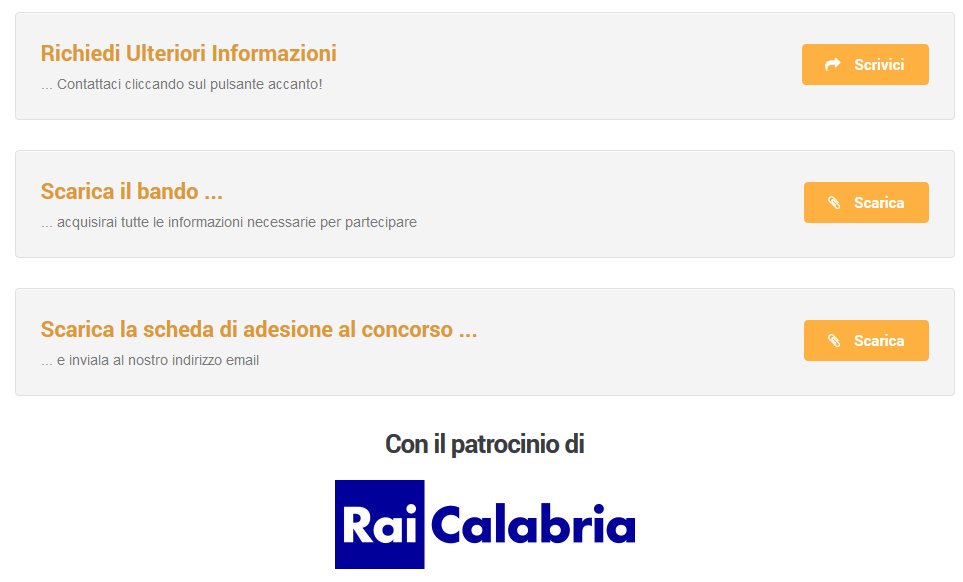 Richiedi Ulteriori Informazioni
... Contattaci cliccando sul pulsante accanto!
Scrivici
Scarica il bando ...
... acquisirai tutte le informazioni necessarie per partecipare
Scarica
Scarica la scheda di adesione al concorso ...
... e inviala al nostro indirizzo email
Scarica
Con il patrocinio di
Rai Calabria